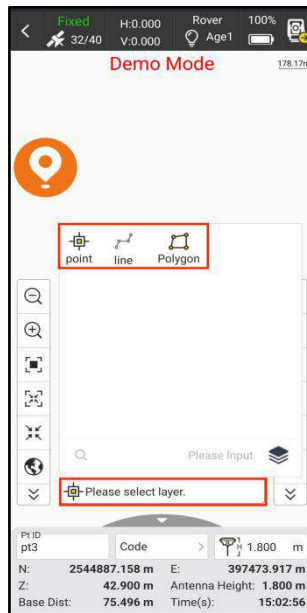 Fixed H:0.000 Rover 100%
32/40 V:0.000 Age1
Demo Mode
178.17m
point line Polygon
Please Input
Please select layer.
Pt ID
pt3 Code > 1.800 m
N: 2544887.158 m E: 397473.917 m
Z: 42.900 m Antenna Height: 1.800 m
Base Dist: 75.496 m Time(s): 15:02:56